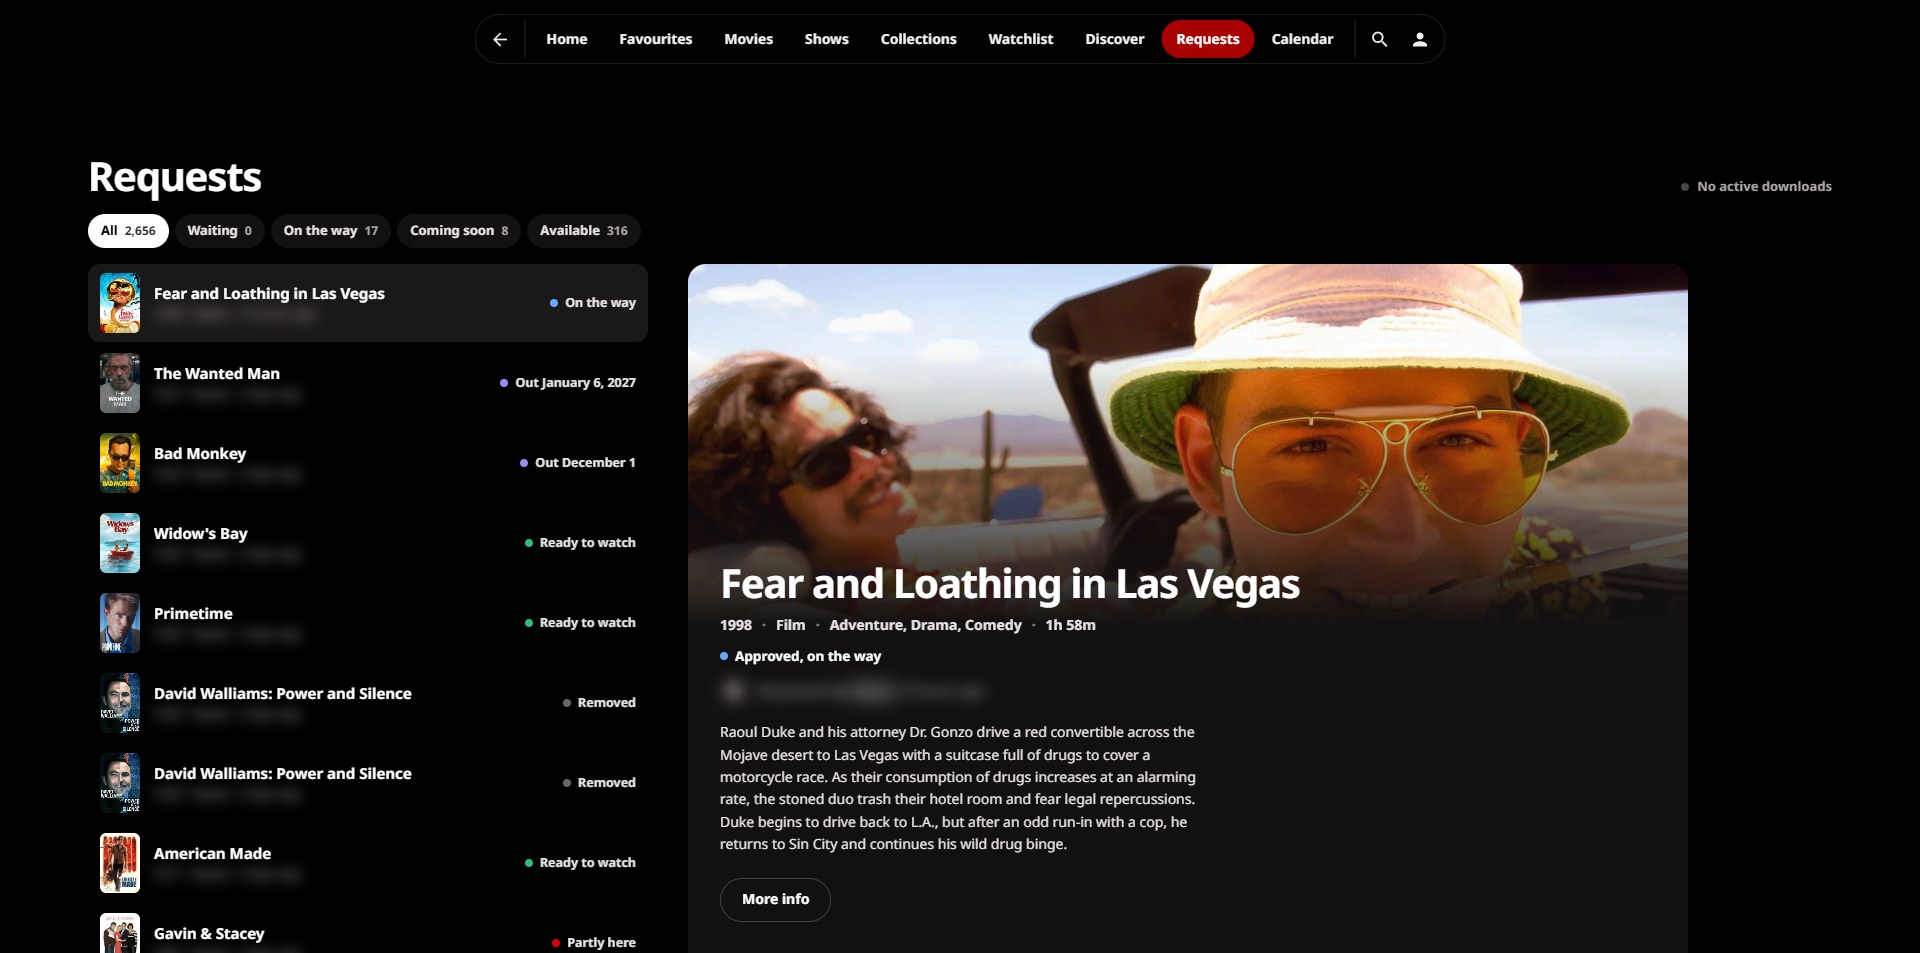 Home Favourites Movies Shows Collections Watchlist Discover Requests Calendar
Requests
No active downloads
All 2,656 Waiting 0 On the way 17 Coming soon 8 Available 316
Fear and Loathing in Las Vegas
On the way
The Wanted Man
Out January 6, 2027
THE
WANTED
MAN
Bad Monkey
Out December 1
BAD MONKEY
Widow's Bay
Ready to watch
Widow's
Bay
Primetime
Ready to watch
David Walliams: Power and Silence
Removed
David Walliams: Power and Silence
Removed
American Made
Ready to watch
Gavin & Stacey
Partly here
Fear and Loathing in Las Vegas
1998 · Film · Adventure, Drama, Comedy · 1h 58m
Approved, on the way
Raoul Duke and his attorney Dr. Gonzo drive a red convertible across the
Mojave desert to Las Vegas with a suitcase full of drugs to cover a
motorcycle race. As their consumption of drugs increases at an alarming
rate, the stoned duo trash their hotel room and fear legal repercussions.
Duke begins to drive back to L.A., but after an odd run-in with a cop, he
returns to Sin City and continues his wild drug binge.
More info